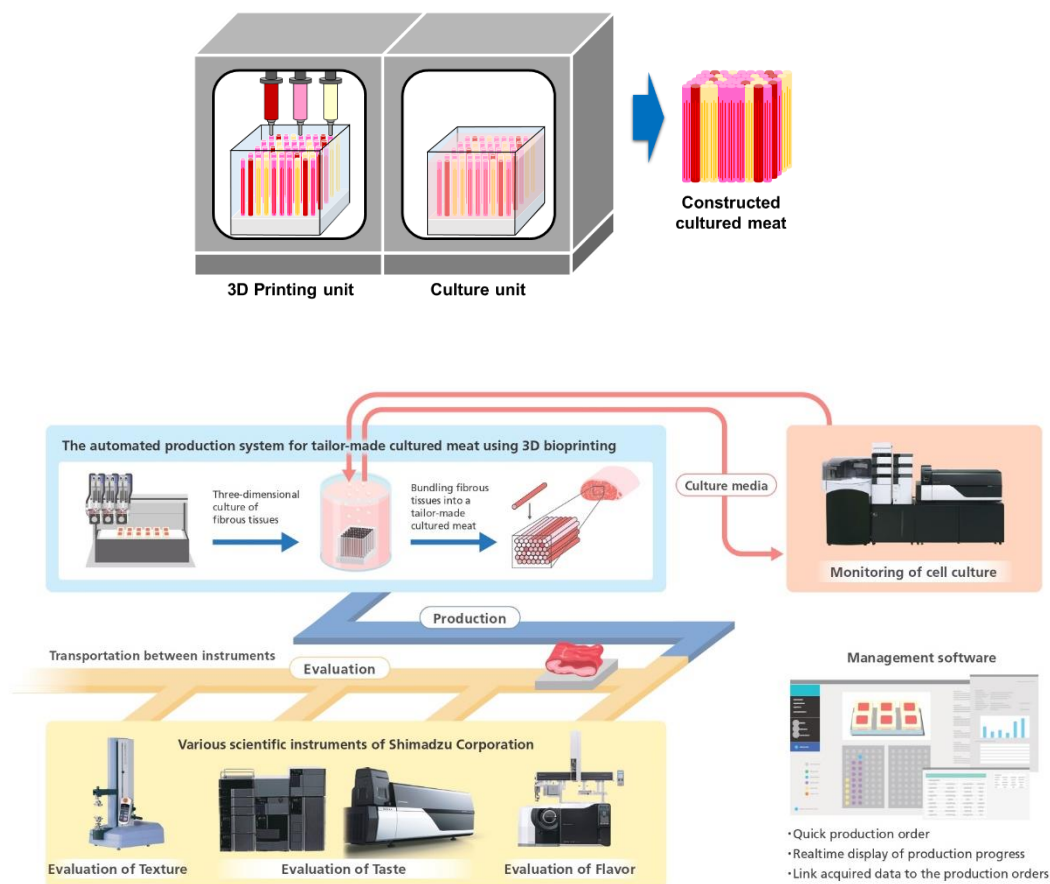 3D Printing unit
Culture unit
Constructed
cultured meat
The automated production system for tailor-made cultured meat using 3D bioprinting
Three-dimensional
culture of
fibrous tissues
Bundling fibrous
tissues into a
tailor-made
cultured meat
Culture media
Monitoring of cell culture
Production
Transportation between instruments
Evaluation
Management software
Various scientific instruments of Shimadzu Corporation
Evaluation of Texture
Evaluation of Taste
Evaluation of Flavor
・Quick production order
・Realtime display of production progress
・Link acquired data to the production orders